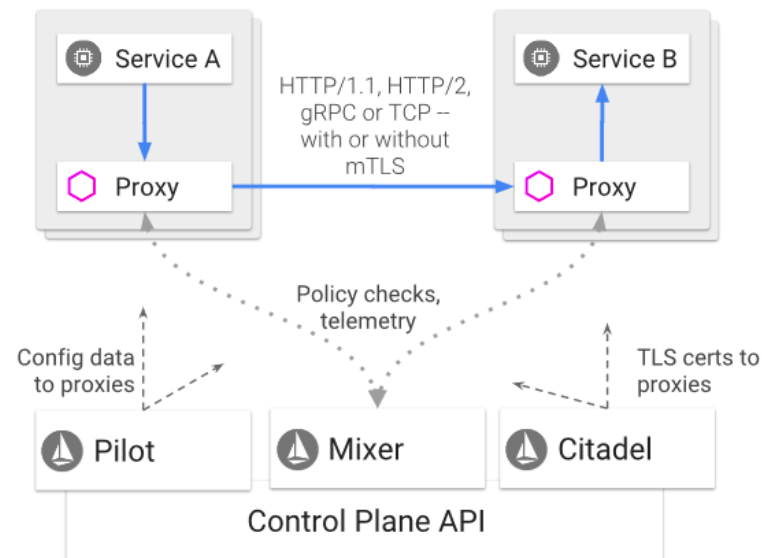 Service A
Service B
HTTP/1.1, HTTP/2,
gRPC or TCP --
with or without
mTLS
Proxy
Proxy
Policy checks,
telemetry
Config data
to proxies
TLS certs to
proxies
Pilot
Mixer
Citadel
Control Plane API